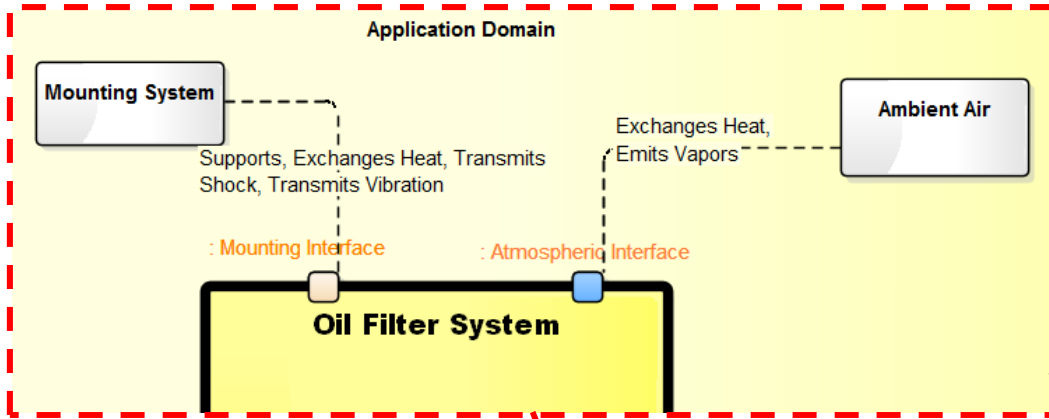 Application Domain
Mounting System
Ambient Air
Exchanges Heat,
Emits Vapors
Supports, Exchanges Heat, Transmits
Shock, Transmits Vibration
: Mounting Interface
: Atmospheric Interface
Oil Filter System